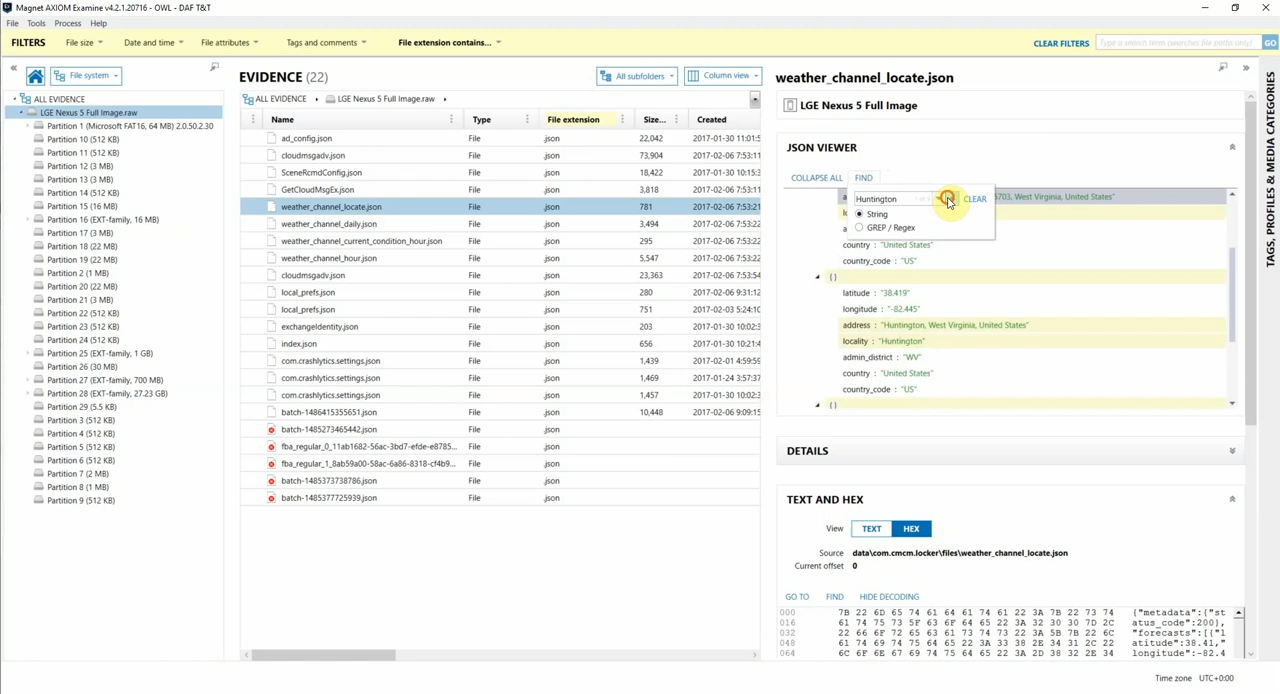 Magnet AXIOM Examine v4.2.1.20716 - OWL - DAF T&T
File Tools Process Help
FILTERS File size Date and time File attributes Tags and comments File extension contains... CLEAR FILTERS Type a search term (searches file paths only) GO
File system
ALL EVIDENCE
LGE Nexus 5 Full Image.raw
Partition 1 (Microsoft FAT16, 64 MB) 2.0.50.2.30
Partition 10 (512 KB)
Partition 11 (512 KB)
Partition 12 (3 MB)
Partition 13 (3 MB)
Partition 14 (512 KB)
Partition 15 (16 MB)
Partition 16 (EXT-family, 16 MB)
Partition 17 (3 MB)
Partition 18 (22 MB)
Partition 19 (22 MB)
Partition 2 (1 MB)
Partition 20 (22 MB)
Partition 21 (3 MB)
Partition 22 (512 KB)
Partition 23 (512 KB)
Partition 24 (512 KB)
Partition 25 (EXT-family, 1 GB)
Partition 26 (30 MB)
Partition 27 (EXT-family, 700 MB)
Partition 28 (EXT-family, 27.23 GB)
Partition 29 (5.5 KB)
Partition 3 (512 KB)
Partition 4 (512 KB)
Partition 5 (512 KB)
Partition 6 (512 KB)
Partition 7 (2 MB)
Partition 8 (1 MB)
Partition 9 (512 KB)
EVIDENCE (22) All subfolders Column view
ALL EVIDENCE LGE Nexus 5 Full Image.raw
Name Type File extension Size... Created
ad_config.json File .json 22,042 2017-01-30 11:01:5
cloudmsgadv.json File .json 73,904 2017-02-06 7:53:11
SceneRcmdConfig.json File .json 18,422 2017-01-30 10:15:3
GetCloudMsgEx.json File .json 3,818 2017-02-06 7:53:1
weather_channel_locate.json File .json 781 2017-02-06 7:53:21
weather_channel_daily.json File .json 3,494 2017-02-06 7:53:2
weather_channel_current_condition_hour.json File .json 295 2017-02-06 7:53:2
weather_channel_hour.json File .json 5,547 2017-02-06 7:53:2
cloudmsgadv.json File .json 23,363 2017-02-06 7:53:5
local_prefs.json File .json 280 2017-02-06 9:31:1
local_prefs.json File .json 751 2017-02-03 5:24:1
exchangeIdentity.json File .json 203 2017-01-30 10:02:
index.json File .json 656 2017-01-30 10:21:4
com.crashlytics.settings.json File .json 1,439 2017-02-01 4:59:5
com.crashlytics.settings.json File .json 1,469 2017-01-24 3:57:3
com.crashlytics.settings.json File .json 1,457 2017-01-30 10:02:
batch-1486415355651.json File .json 10,448 2017-02-06 9:09:1
batch-1485273465442.json File .json
fba_regular_0_11ab1682-56ac-3bd7-efde-e8785... File .json
fba_regular_1_8ab59a00-58ac-6a86-8318-cf4b9... File .json
batch-1485373738786.json File .json
batch-1485377725939.json File .json
weather_channel_locate.json
LGE Nexus 5 Full Image
JSON VIEWER
COLLAPSE ALL FIND
Huntington CLEAR
String
GREP / Regex
5703, West Virginia, United States"
country : "United States"
country_code : "US"
{ }
latitude : "38.419"
longitude : "-82.445"
address : "Huntington, West Virginia, United States"
locality : "Huntington"
admin_district : "WV"
country : "United States"
country_code : "US"
{ }
DETAILS
TEXT AND HEX
View TEXT HEX
Source data\com.cmcm.locker\files\weather_channel_locate.json
Current offset 0
GO TO FIND HIDE DECODING
000 7B 22 6D 65 74 61 64 61 74 61 22 3A 7B 22 73 74 {"metadata":{"st
016 61 74 75 73 5F 63 6F 64 65 22 3A 32 30 30 7D 2C atus_code":200},
032 22 66 6F 72 65 63 61 73 74 73 22 3A 5B 7B 22 6C "forecasts":[{"l
048 61 74 69 74 75 64 65 22 3A 33 38 2E 34 31 2C 22 atitude":38.41,"
064 6C 6F 6E 67 69 74 75 64 65 22 3A 2D 38 32 2E 34 longitude":-82.4
TAGS, PROFILES & MEDIA CATEGORIES
Time zone UTC+0:00